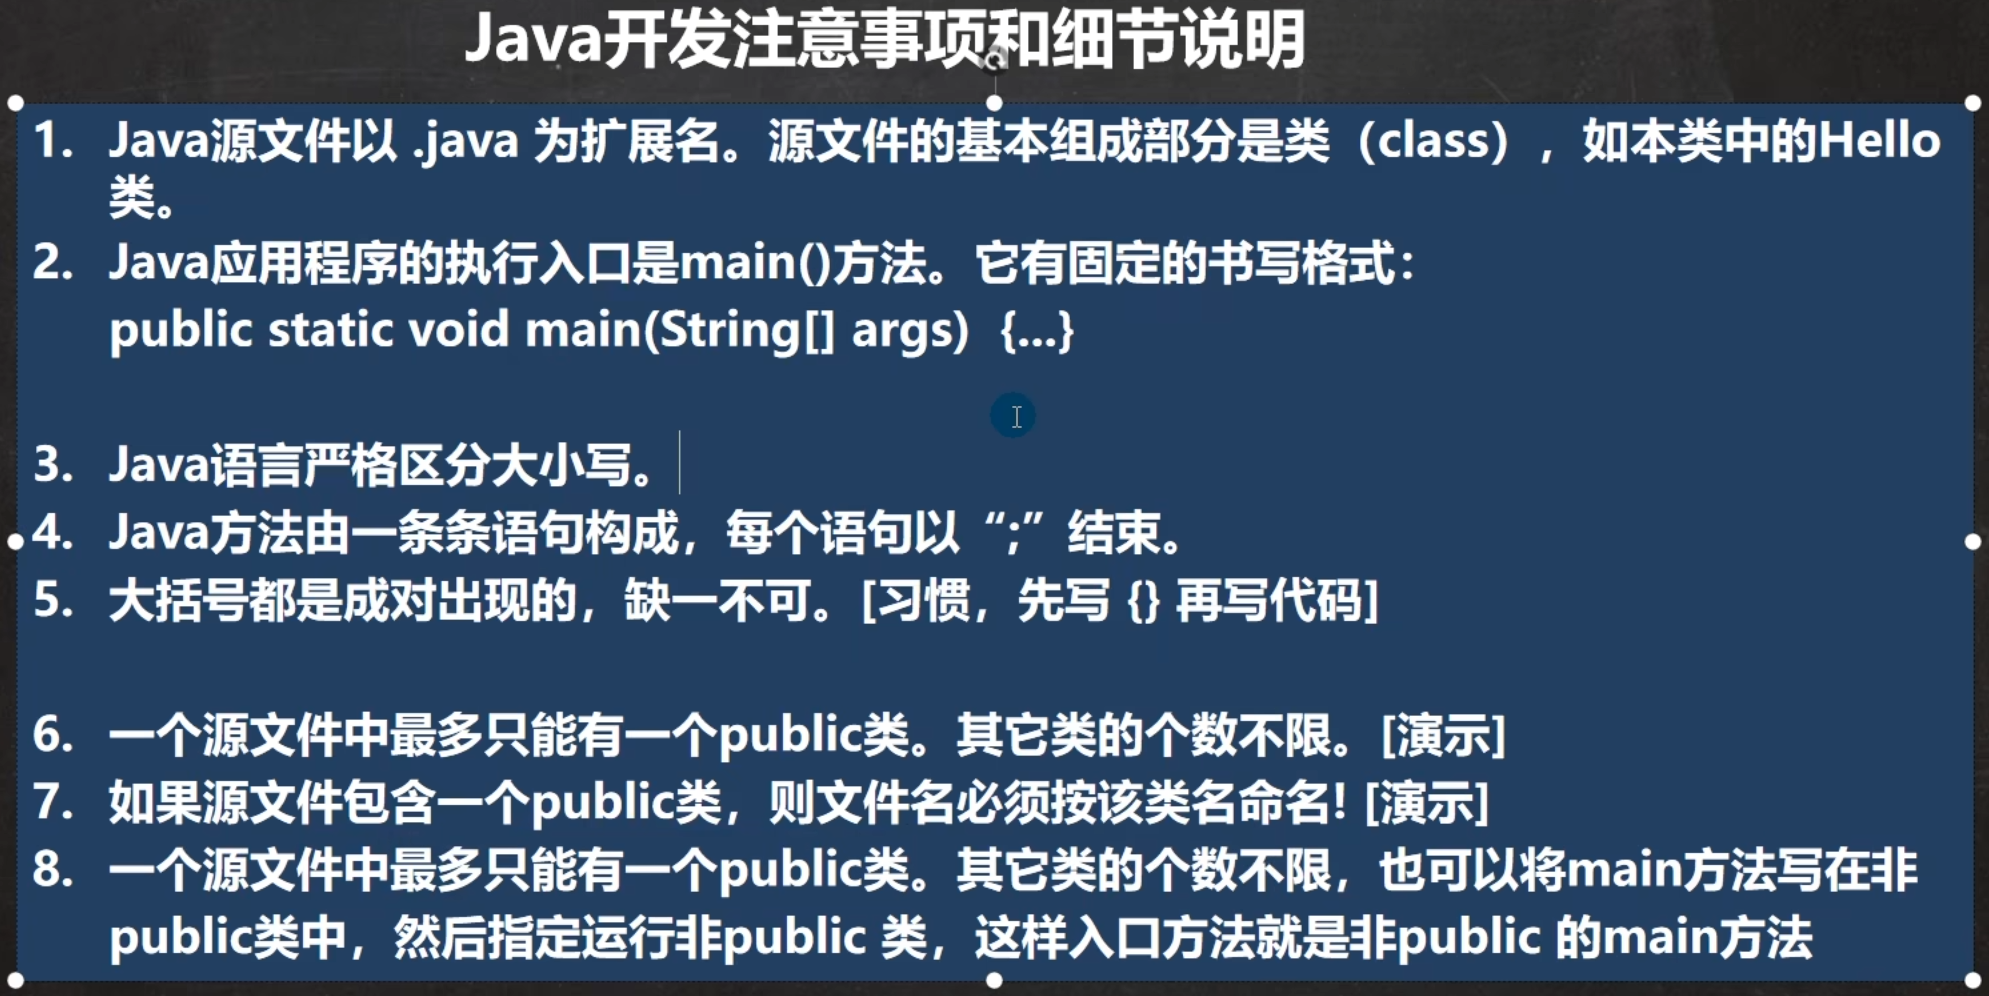 Java开发注意事项和细节说明
1. Java源文件以 .java 为扩展名。源文件的基本组成部分是类（class），如本类中的Hello
类。
2. Java应用程序的执行入口是main()方法。它有固定的书写格式：
public static void main(String[] args)  {...}
3. Java语言严格区分大小写。
4. Java方法由一条条语句构成，每个语句以“;”结束。
5. 大括号都是成对出现的，缺一不可。[习惯，先写 {} 再写代码]
6. 一个源文件中最多只能有一个public类。其它类的个数不限。[演示]
7. 如果源文件包含一个public类，则文件名必须按该类名命名! [演示]
8. 一个源文件中最多只能有一个public类。其它类的个数不限，也可以将main方法写在非
public类中，然后指定运行非public 类，这样入口方法就是非public 的main方法